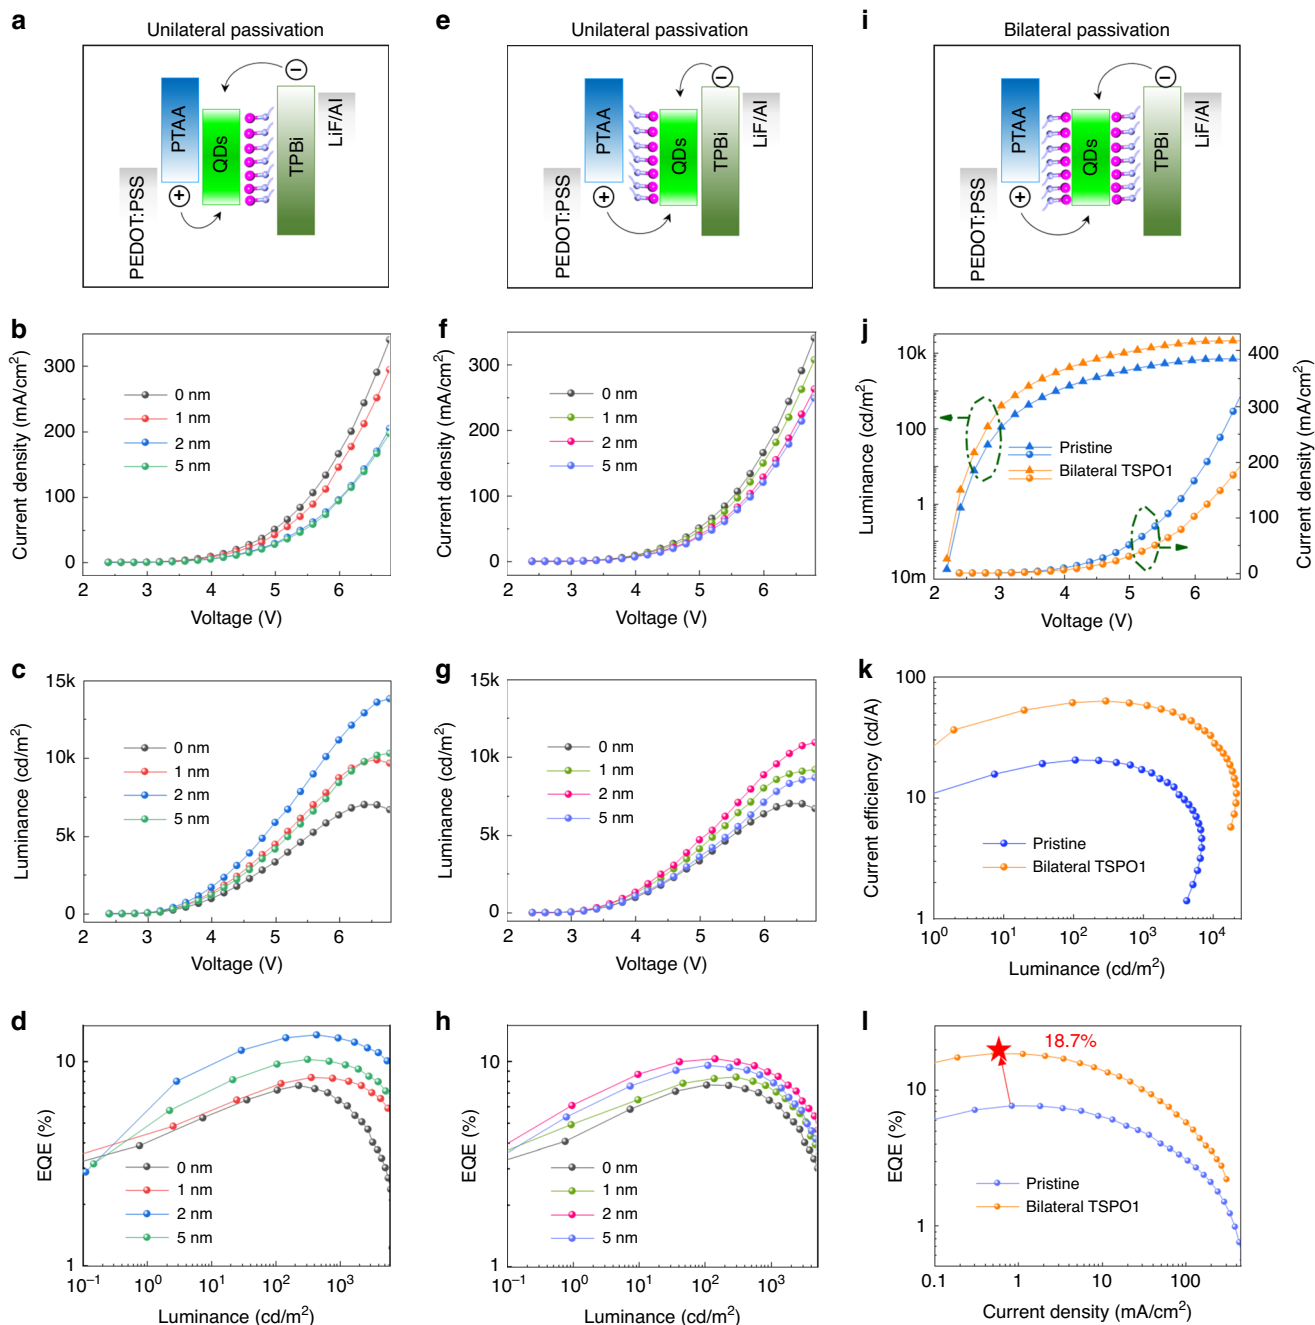 a
Unilateral passivation
PEDOT:PSS
PTAA
QDs
TPBi
LiF/Al
+
−
e
Unilateral passivation
PEDOT:PSS
PTAA
QDs
TPBi
LiF/Al
+
−
i
Bilateral passivation
PEDOT:PSS
PTAA
QDs
TPBi
LiF/Al
+
−
b
Current density (mA/cm²)
300
200
100
0
0 nm
1 nm
2 nm
5 nm
2 3 4 5 6
Voltage (V)
f
Current density (mA/cm²)
300
200
100
0
0 nm
1 nm
2 nm
5 nm
2 3 4 5 6
Voltage (V)
j
Luminance (cd/m²)
10k
100
1
10m
Pristine
Bilateral TSPO1
400
300
200
100
0
Current density (mA/cm²)
2 3 4 5 6
Voltage (V)
c
Luminance (cd/m²)
15k
10k
5k
0
0 nm
1 nm
2 nm
5 nm
2 3 4 5 6
Voltage (V)
g
Luminance (cd/m²)
15k
10k
5k
0
0 nm
1 nm
2 nm
5 nm
2 3 4 5 6
Voltage (V)
k
Current efficiency (cd/A)
100
10
1
Pristine
Bilateral TSPO1
10⁰ 10¹ 10² 10³ 10⁴
Luminance (cd/m²)
d
EQE (%)
10
1
0 nm
1 nm
2 nm
5 nm
10⁻¹ 10⁰ 10¹ 10² 10³
Luminance (cd/m²)
h
EQE (%)
10
1
0 nm
1 nm
2 nm
5 nm
10⁻¹ 10⁰ 10¹ 10² 10³
Luminance (cd/m²)
l
EQE (%)
10
1
18.7%
Pristine
Bilateral TSPO1
0.1 1 10 100
Current density (mA/cm²)